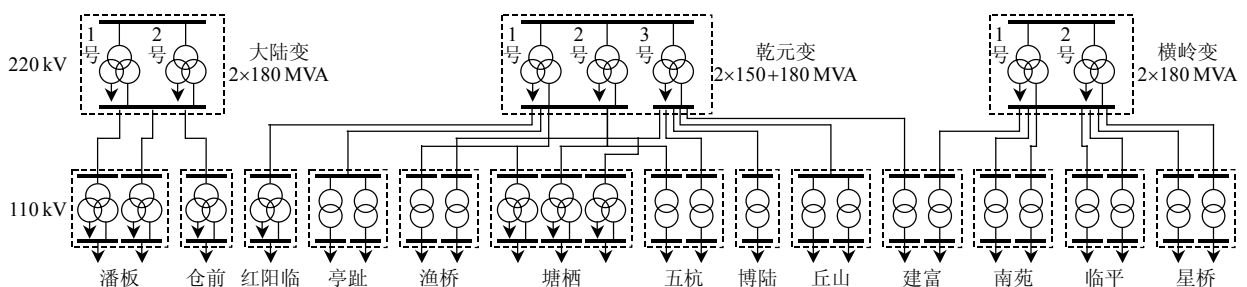 1号 2号 大陆变
2×180 MVA
1号 2号 3号 乾元变
2×150+180 MVA
1号 2号 横岭变
2×180 MVA
220 kV
110 kV
潘板 仓前 红阳临 亭趾 渔桥 塘栖 五杭 博陆 丘山 建富 南苑 临平 星桥